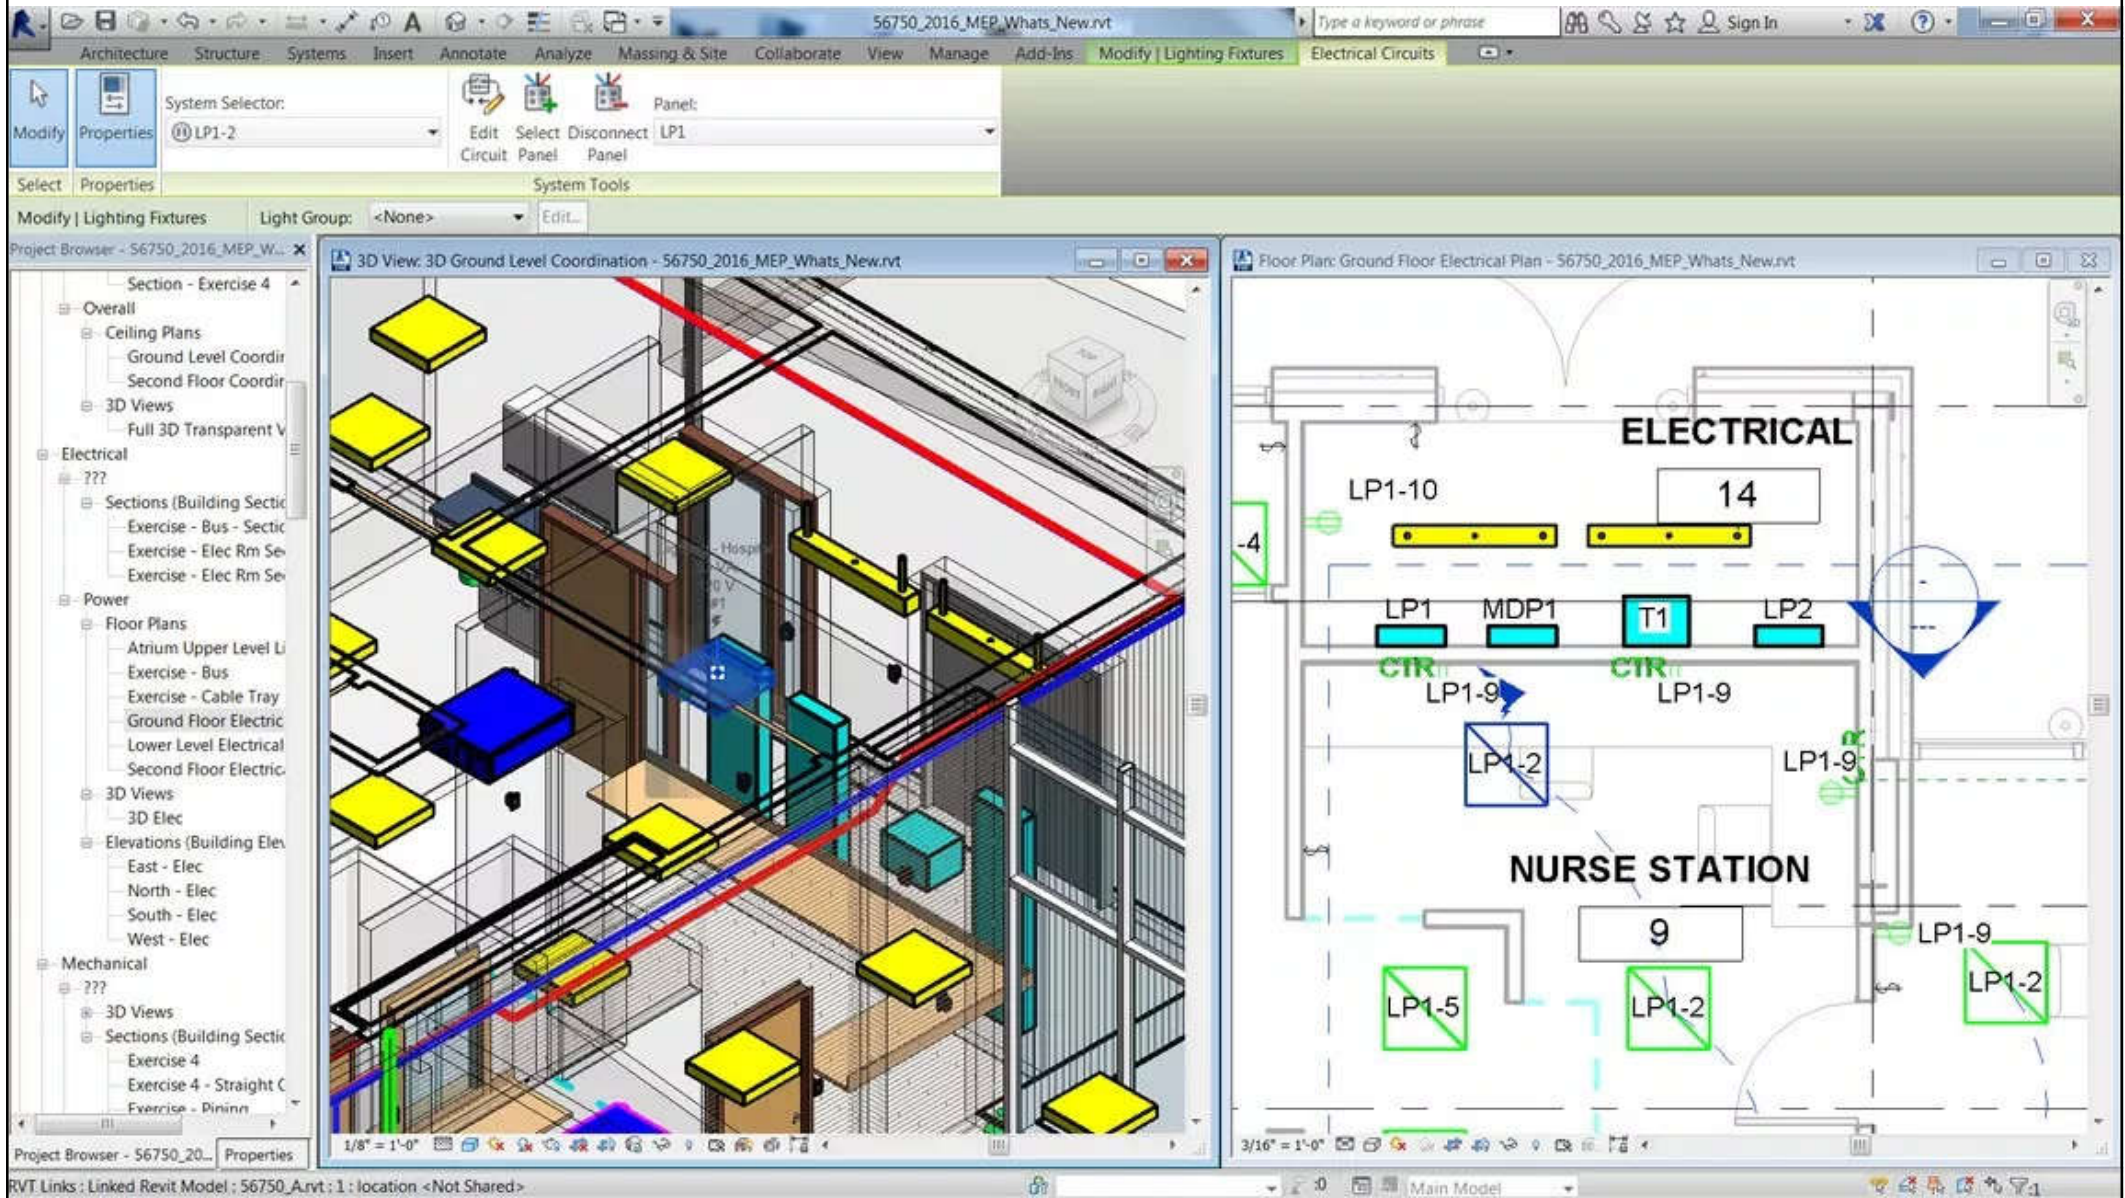 56750_2016_MEP_Whats_New.rvt
Type a keyword or phrase
Sign In
Architecture Structure Systems Insert Annotate Analyze Massing & Site Collaborate View Manage Add-Ins Modify | Lighting Fixtures Electrical Circuits
System Selector:
Panel:
Modify Properties LP1-2 Edit Circuit Select Panel Disconnect Panel LP1
Select Properties System Tools
Modify | Lighting Fixtures Light Group: <None> Edit...
Project Browser - 56750_2016_MEP_W...
Section - Exercise 4
Overall
Ceiling Plans
Ground Level Coordir
Second Floor Coordir
3D Views
Full 3D Transparent V
Electrical
???
Sections (Building Sectic
Exercise - Bus - Sectic
Exercise - Elec Rm Se
Exercise - Elec Rm Se
Power
Floor Plans
Atrium Upper Level Li
Exercise - Bus
Exercise - Cable Tray
Ground Floor Electric
Lower Level Electrical
Second Floor Electric
3D Views
3D Elec
Elevations (Building Elev
East - Elec
North - Elec
South - Elec
West - Elec
Mechanical
???
3D Views
Sections (Building Sectic
Exercise 4
Exercise 4 - Straight C
Exercise - Piping
Project Browser - 56750_20... Properties
3D View: 3D Ground Level Coordination - 56750_2016_MEP_Whats_New.rvt
TOP
FRONT RIGHT
1/8" = 1'-0"
Floor Plan: Ground Floor Electrical Plan - 56750_2016_MEP_Whats_New.rvt
ELECTRICAL
LP1-10
14
-4
LP1 MDP1 T1 LP2
CTR CTR
LP1-9 LP1-9
LP1-2
LP1-9
NURSE STATION
9
LP1-9
LP1-5 LP1-2 LP1-2
3/16" = 1'-0"
RVT Links : Linked Revit Model : 56750_A.rvt : 1 : location <Not Shared>
:0
Main Model
:1